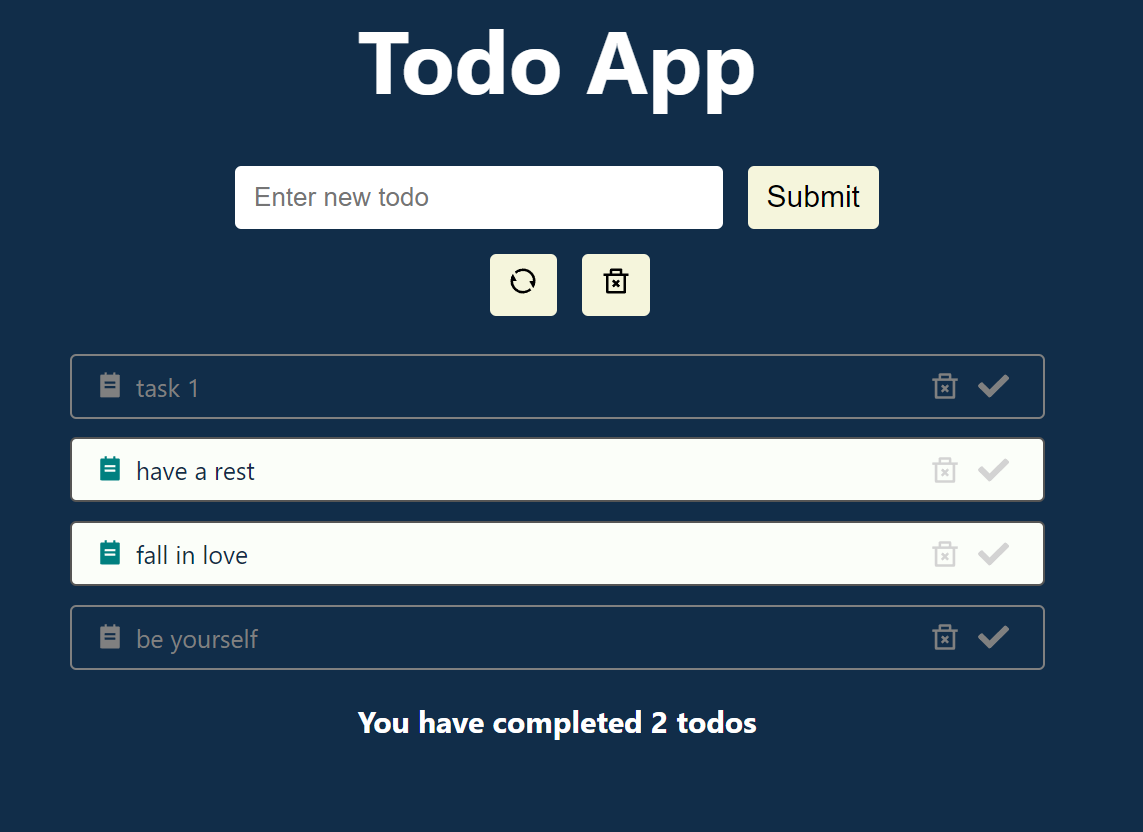 Todo App
Enter new todo Submit
task 1
have a rest
fall in love
be yourself
You have completed 2 todos